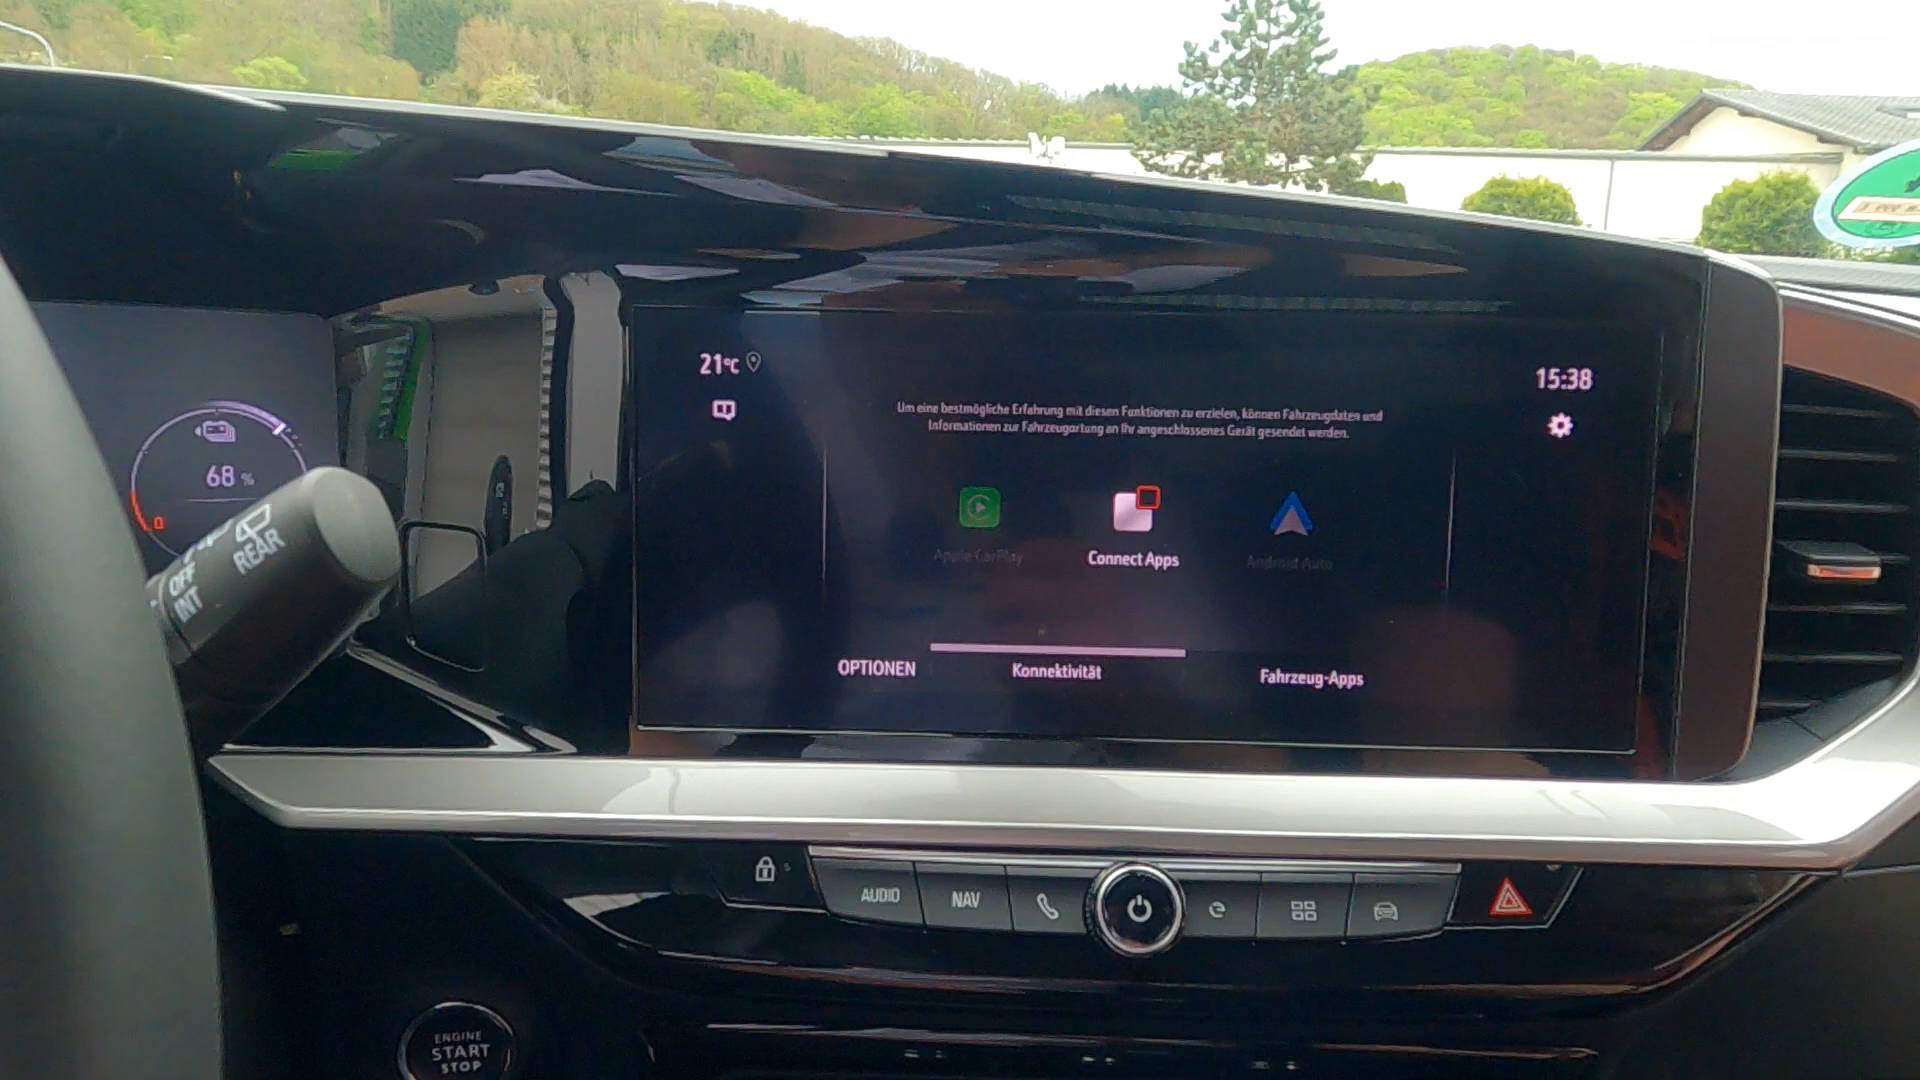 21°C
15:38
Um eine bestmögliche Erfahrung mit diesen Funktionen zu erzielen, können Fahrzeugdaten und
Informationen zur Fahrzeugortung an Ihr angeschlossenes Gerät gesendet werden.
68 %
0
REAR
OFF
INT
Apple CarPlay
Connect Apps
Android Auto
OPTIONEN
Konnektivität
Fahrzeug-Apps
AUDIO
NAV
ENGINE
START
STOP